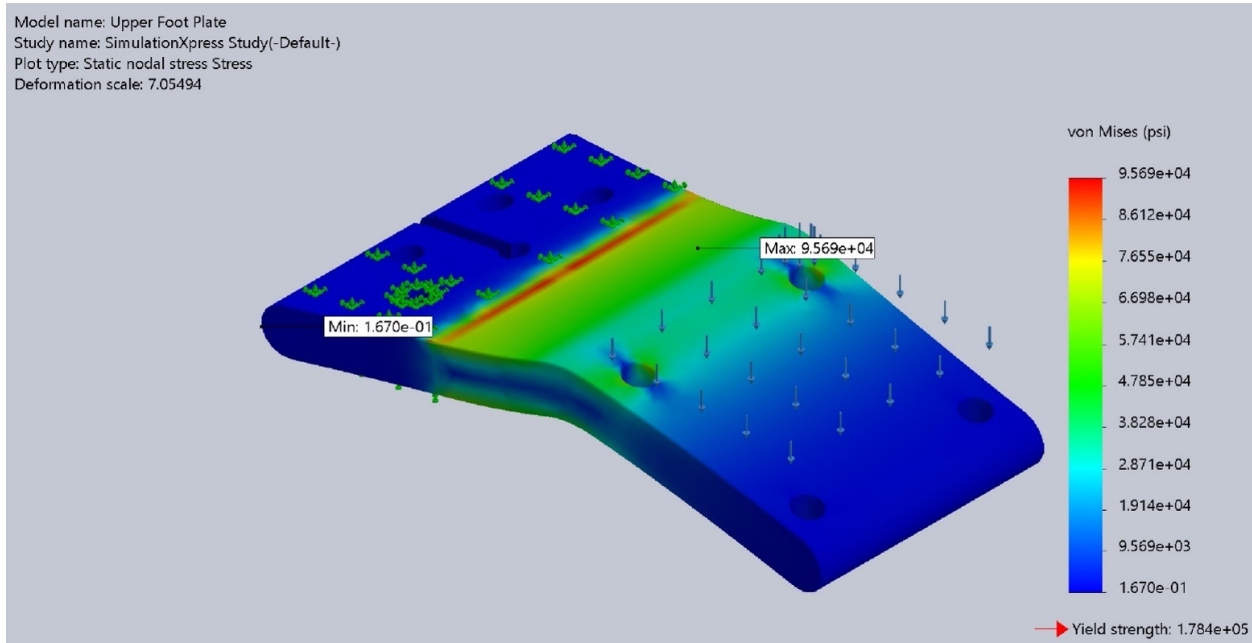 Model name: Upper Foot Plate
Study name: SimulationXpress Study(-Default-)
Plot type: Static nodal stress Stress
Deformation scale: 7.05494
von Mises (psi)
9.569e+04
8.612e+04
7.655e+04
6.698e+04
5.741e+04
4.785e+04
3.828e+04
2.871e+04
1.914e+04
9.569e+03
1.670e-01
Max: 9.569e+04
Min: 1.670e-01
Yield strength: 1.784e+05